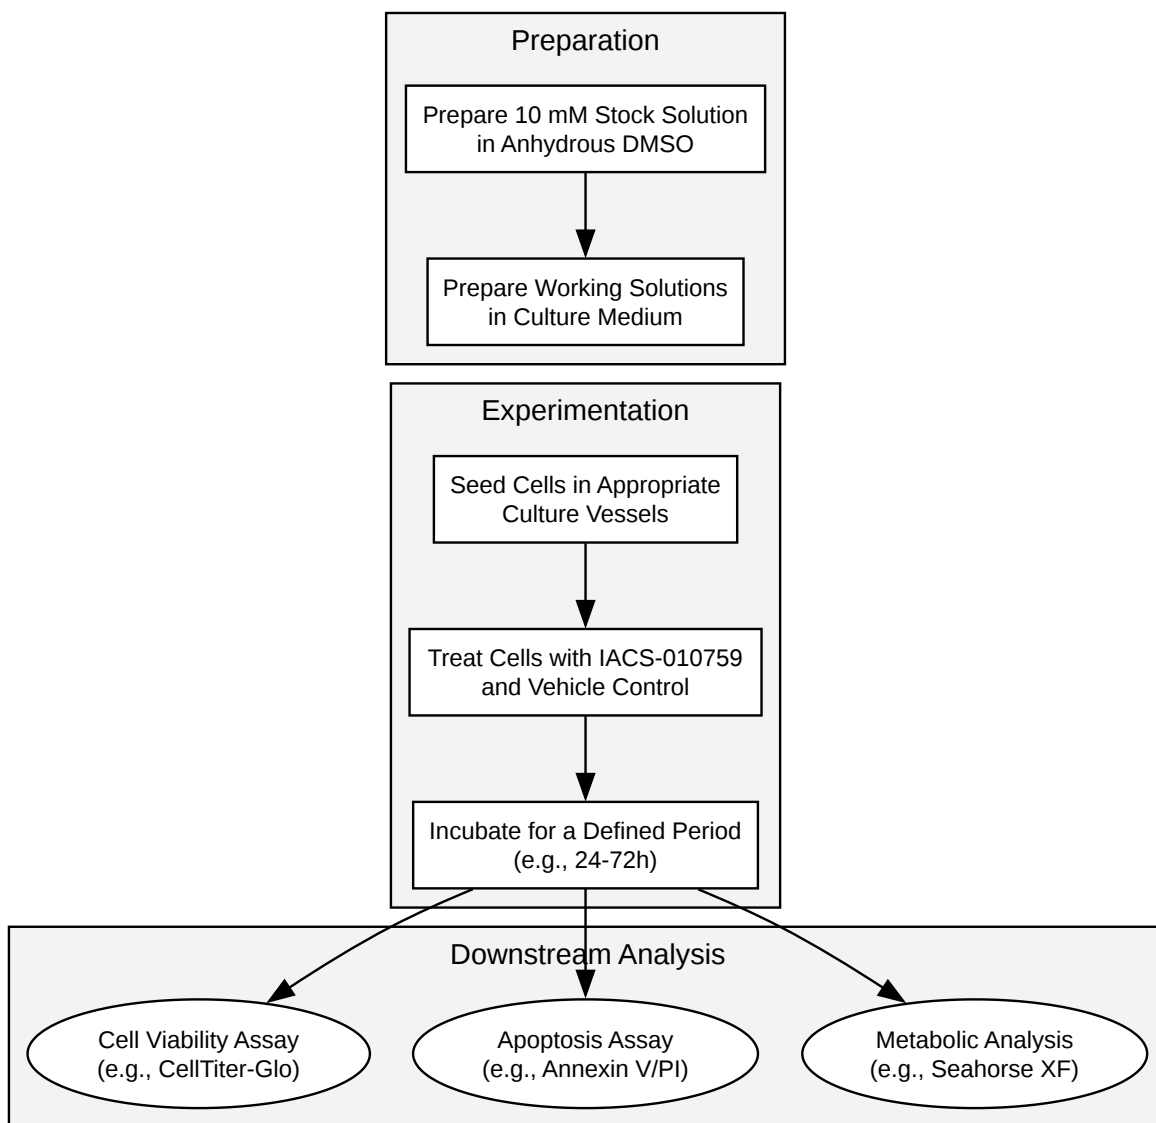 Preparation
Prepare 10 mM Stock Solution
in Anhydrous DMSO
Prepare Working Solutions
in Culture Medium
Experimentation
Seed Cells in Appropriate
Culture Vessels
Treat Cells with IACS-010759
and Vehicle Control
Incubate for a Defined Period
(e.g., 24-72h)
Downstream Analysis
Cell Viability Assay
(e.g., CellTiter-Glo)
Apoptosis Assay
(e.g., Annexin V/PI)
Metabolic Analysis
(e.g., Seahorse XF)